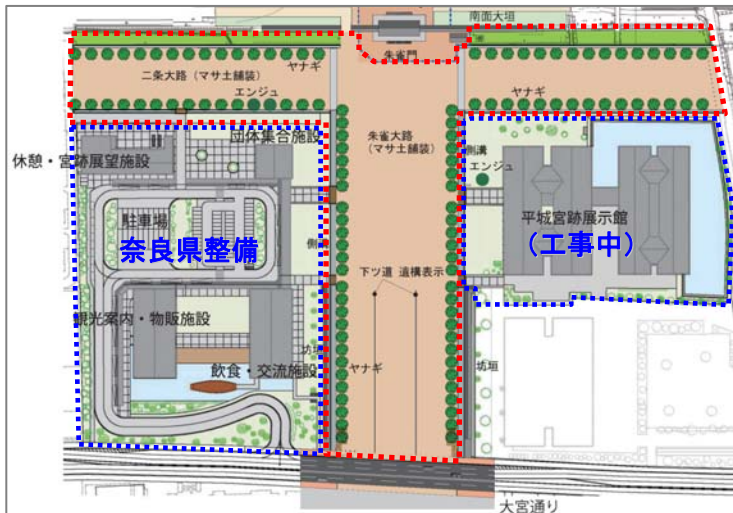 南面大垣
朱雀門
ヤナギ
二条大路(マサ土舗装)
エンジュ
ヤナギ
朱雀大路
(マサ土舗装)
団体集合施設
側溝
休憩・宮跡展望施設
エンジュ
駐車場
平城宮跡展示館
奈良県整備
(工事中)
側溝
下ツ道 遺構表示
観光案内・物販施設
坊垣
坊垣
飲食・交流施設
ヤナギ
大宮通り